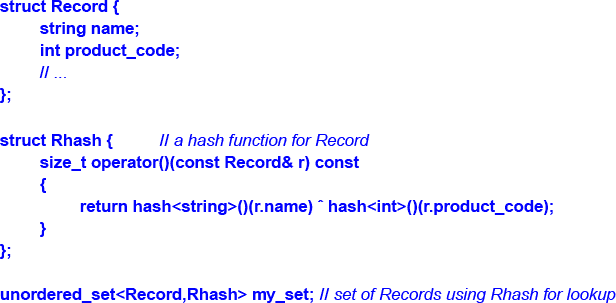 struct Record {
string name;
int product_code;
// ...
};
struct Rhash { // a hash function for Record
size_t operator()(const Record& r) const
{
return hash<string>()(r.name) ^ hash<int>()(r.product_code);
}
};
unordered_set<Record,Rhash> my_set; // set of Records using Rhash for lookup